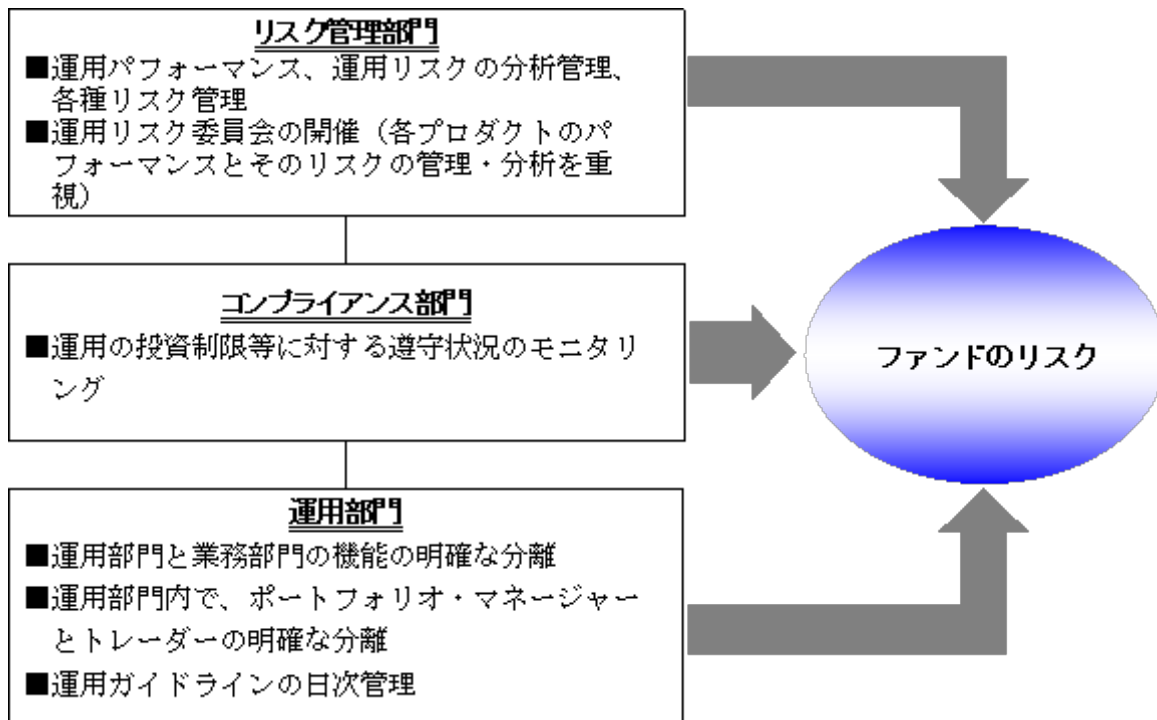 リスク管理部門
■運用パフォーマンス、運用リスクの分析管理、
各種リスク管理
■運用リスク委員会の開催（各プロダクトのパ
フォーマンスとそのリスクの管理・分析を重
視）
コンプライアンス部門
■運用の投資制限等に対する遵守状況のモニタリ
ング
ファンドのリスク
運用部門
■運用部門と業務部門の機能の明確な分離
■運用部門内で、ポートフォリオ・マネージャー
とトレーダーの明確な分離
■運用ガイドラインの日次管理